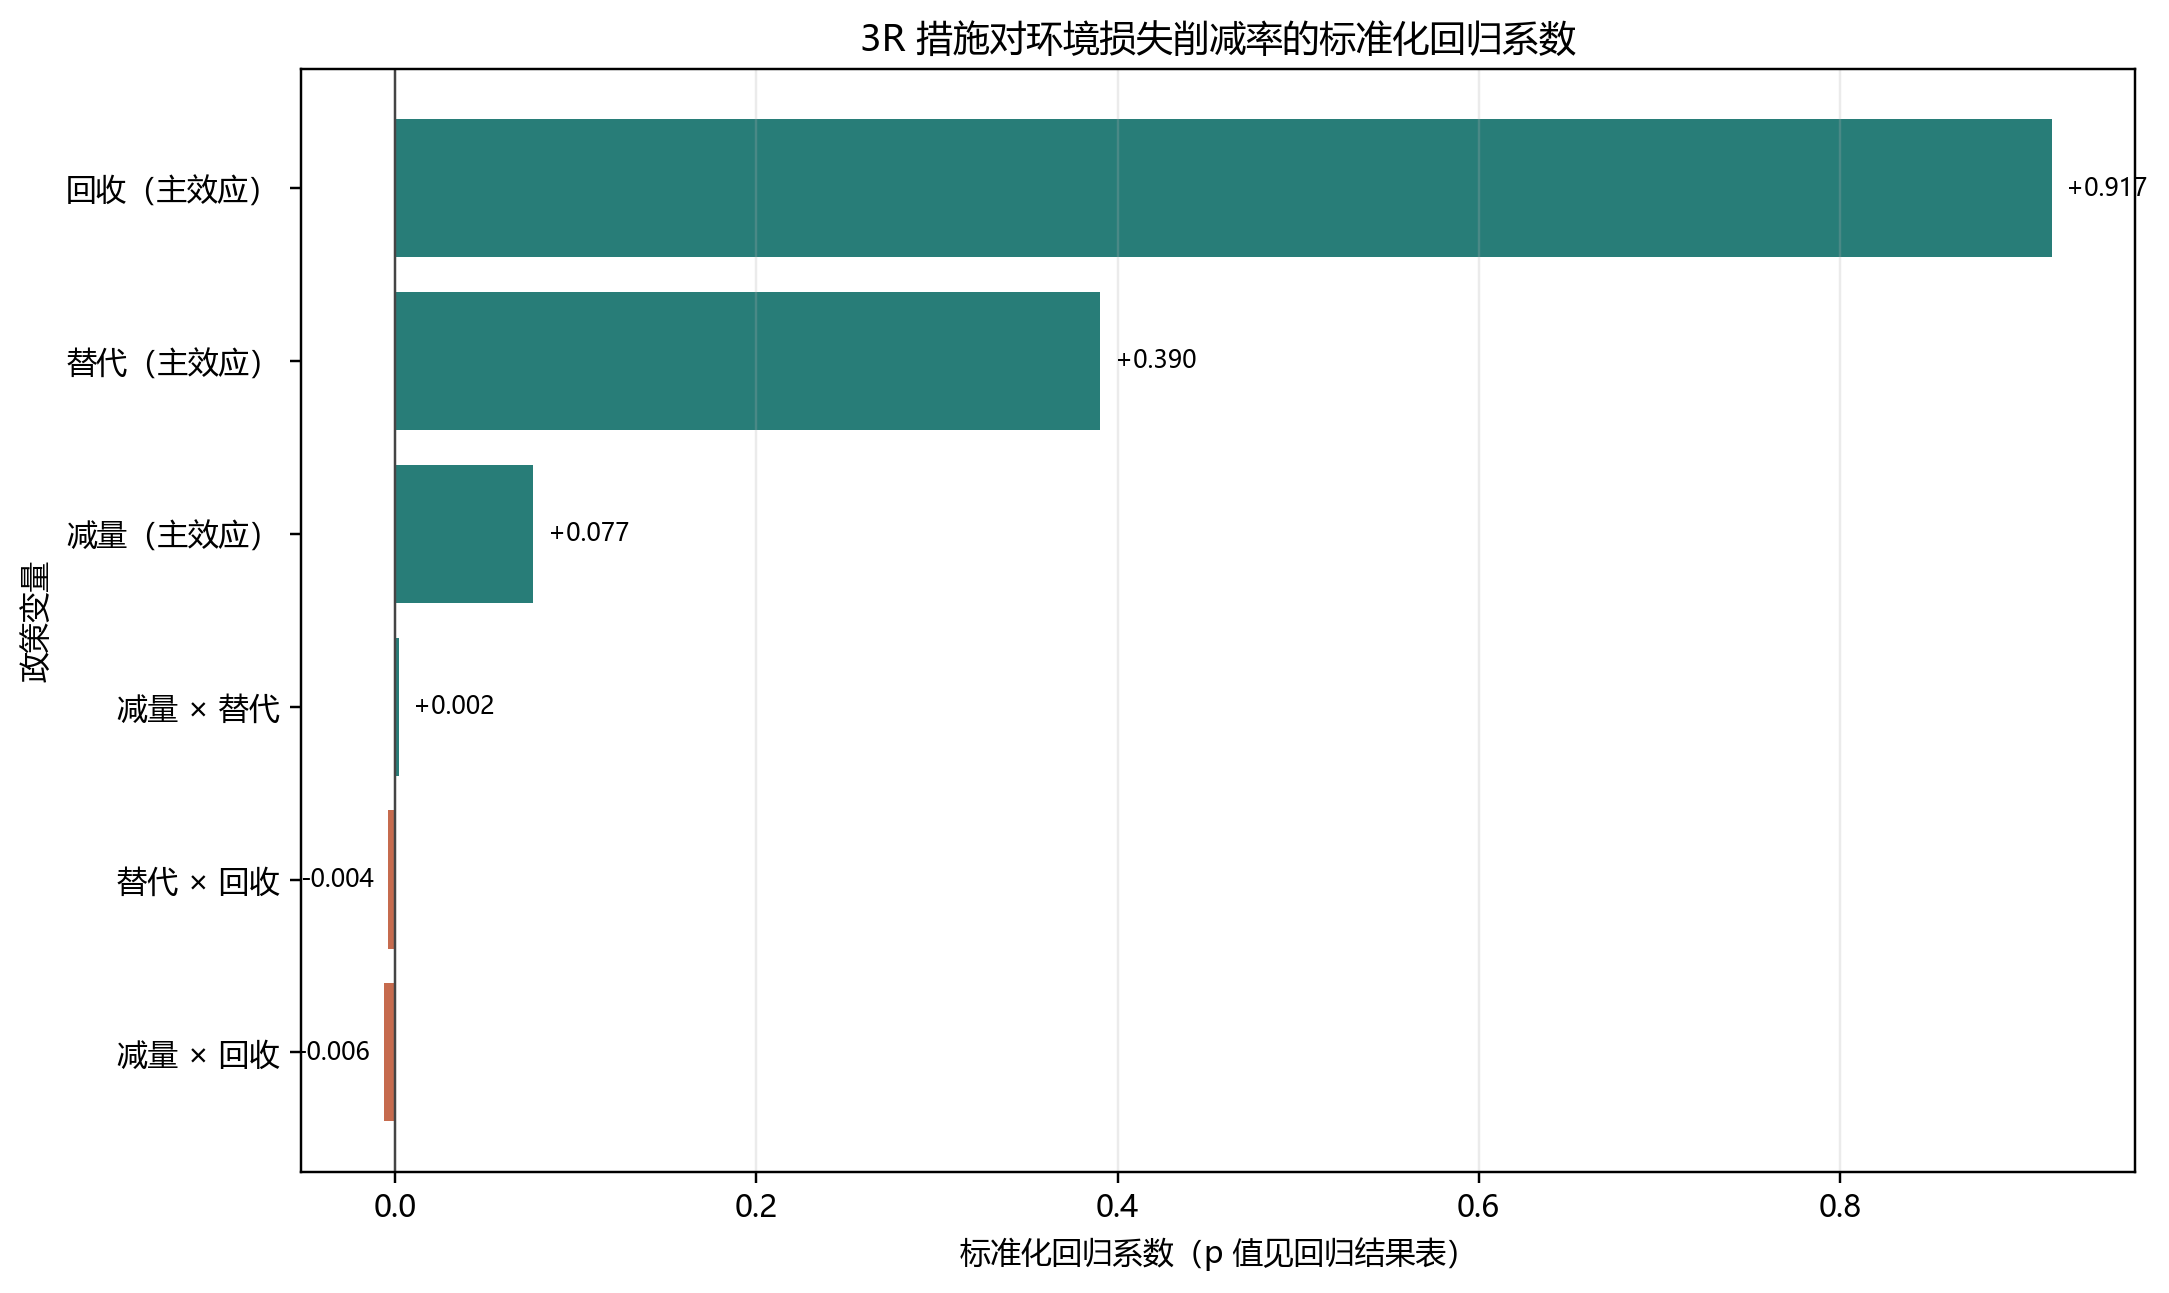 3R 措施对环境损失削减率的标准化回归系数
回收（主效应）
+0.917
替代（主效应）
+0.390
减量（主效应）
+0.077
政策变量
减量 × 替代
+0.002
替代 × 回收
-0.004
减量 × 回收
-0.006
0.0
0.2
0.4
0.6
0.8
标准化回归系数（p 值见回归结果表）